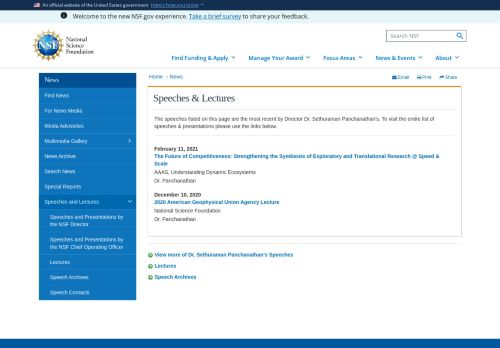 An official website of the United States government Here's how you know
Welcome to the new NSF.gov experience. Take a brief survey to share your feedback.
NSF
National
Science
Foundation
Search NSF
Find Funding & Apply
Manage Your Award
Focus Areas
News & Events
About
News
Find News
For News Media
Media Advisories
Multimedia Gallery
News Archive
Search News
Special Reports
Speeches and Lectures
Speeches and Presentations by
the NSF Director
Speeches and Presentations by
the NSF Chief Operating Officer
Lectures
Speech Archives
Speech Contacts
Home
News
Email
Print
Share
Speeches & Lectures
The speeches listed on this page are the most recent by Director Dr. Sethuraman Panchanathan's. To visit the entire list of
speeches & presentations please use the links below.
February 11, 2021
The Future of Competitiveness: Strengthening the Symbiosis of Exploratory and Translational Research @ Speed &
Scale
AAAS, Understanding Dynamic Ecosystems
Dr. Panchanathan
December 10, 2020
2020 American Geophysical Union Agency Lecture
National Science Foundation
Dr. Panchanathan
View more of Dr. Sethuraman Panchanathan's Speeches
Lectures
Speech Archives